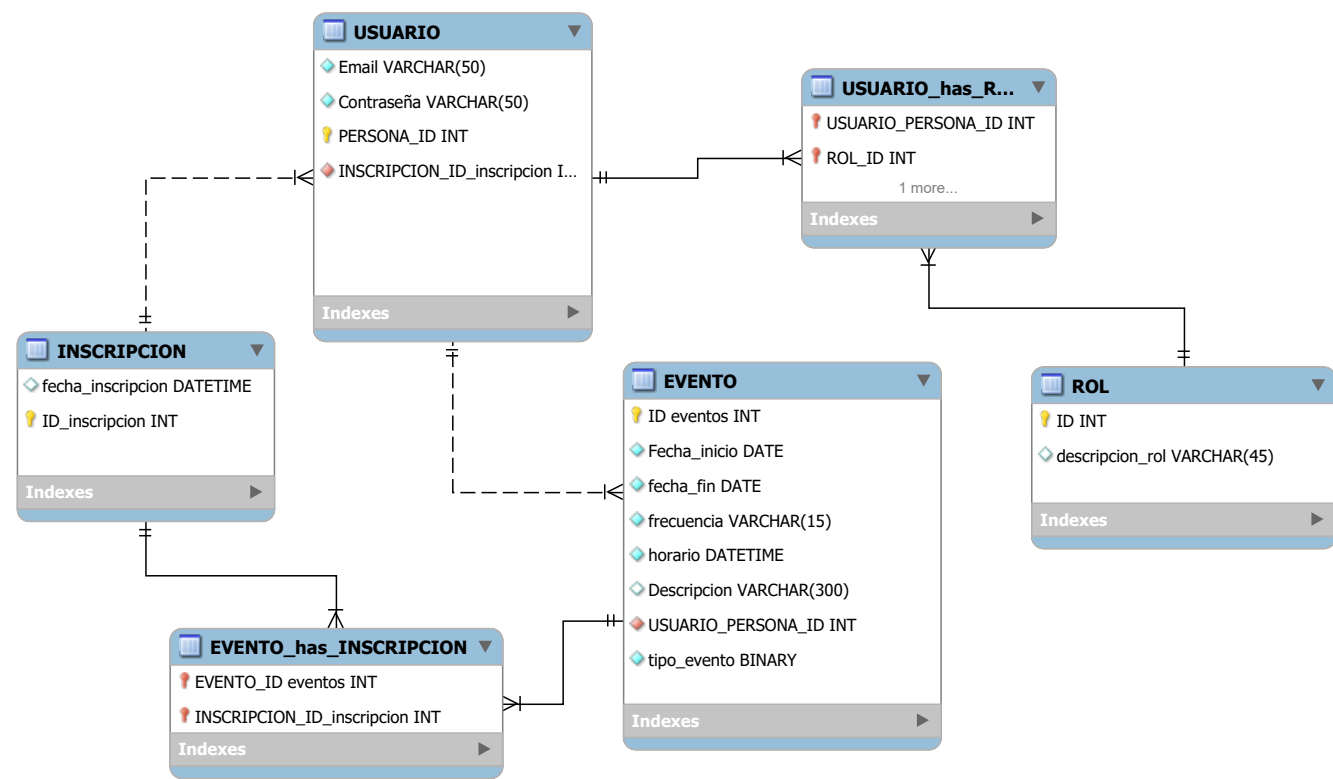 USUARIO
Email VARCHAR(50)
Contraseña VARCHAR(50)
PERSONA_ID INT
INSCRIPCION_ID_inscripcion I...
Indexes
USUARIO_has_R...
USUARIO_PERSONA_ID INT
ROL_ID INT
1 more...
Indexes
INSCRIPCION
fecha_inscripcion DATETIME
ID_inscripcion INT
Indexes
EVENTO
ID eventos INT
Fecha_inicio DATE
fecha_fin DATE
frecuencia VARCHAR(15)
horario DATETIME
Descripcion VARCHAR(300)
USUARIO_PERSONA_ID INT
tipo_evento BINARY
Indexes
ROL
ID INT
descripcion_rol VARCHAR(45)
Indexes
EVENTO_has_INSCRIPCION
EVENTO_ID eventos INT
INSCRIPCION_ID_inscripcion INT
Indexes